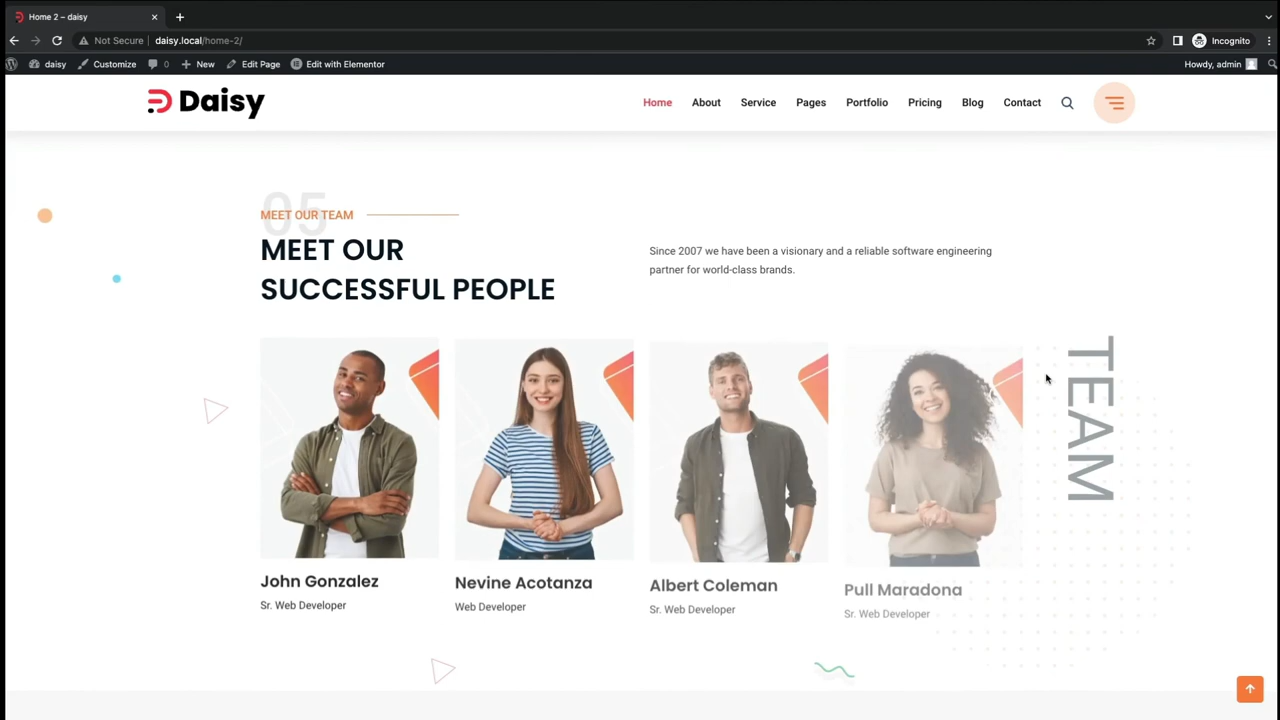 Home 2 – daisy
Not Secure daisy.local/home-2/
Incognito
daisy Customize 0 New Edit Page Edit with Elementor Howdy, admin
Daisy Home About Service Pages Portfolio Pricing Blog Contact
05
MEET OUR TEAM
MEET OUR
SUCCESSFUL PEOPLE
Since 2007 we have been a visionary and a reliable software engineering
partner for world-class brands.
TEAM
John Gonzalez
Sr. Web Developer
Nevine Acotanza
Web Developer
Albert Coleman
Sr. Web Developer
Pull Maradona
Sr. Web Developer